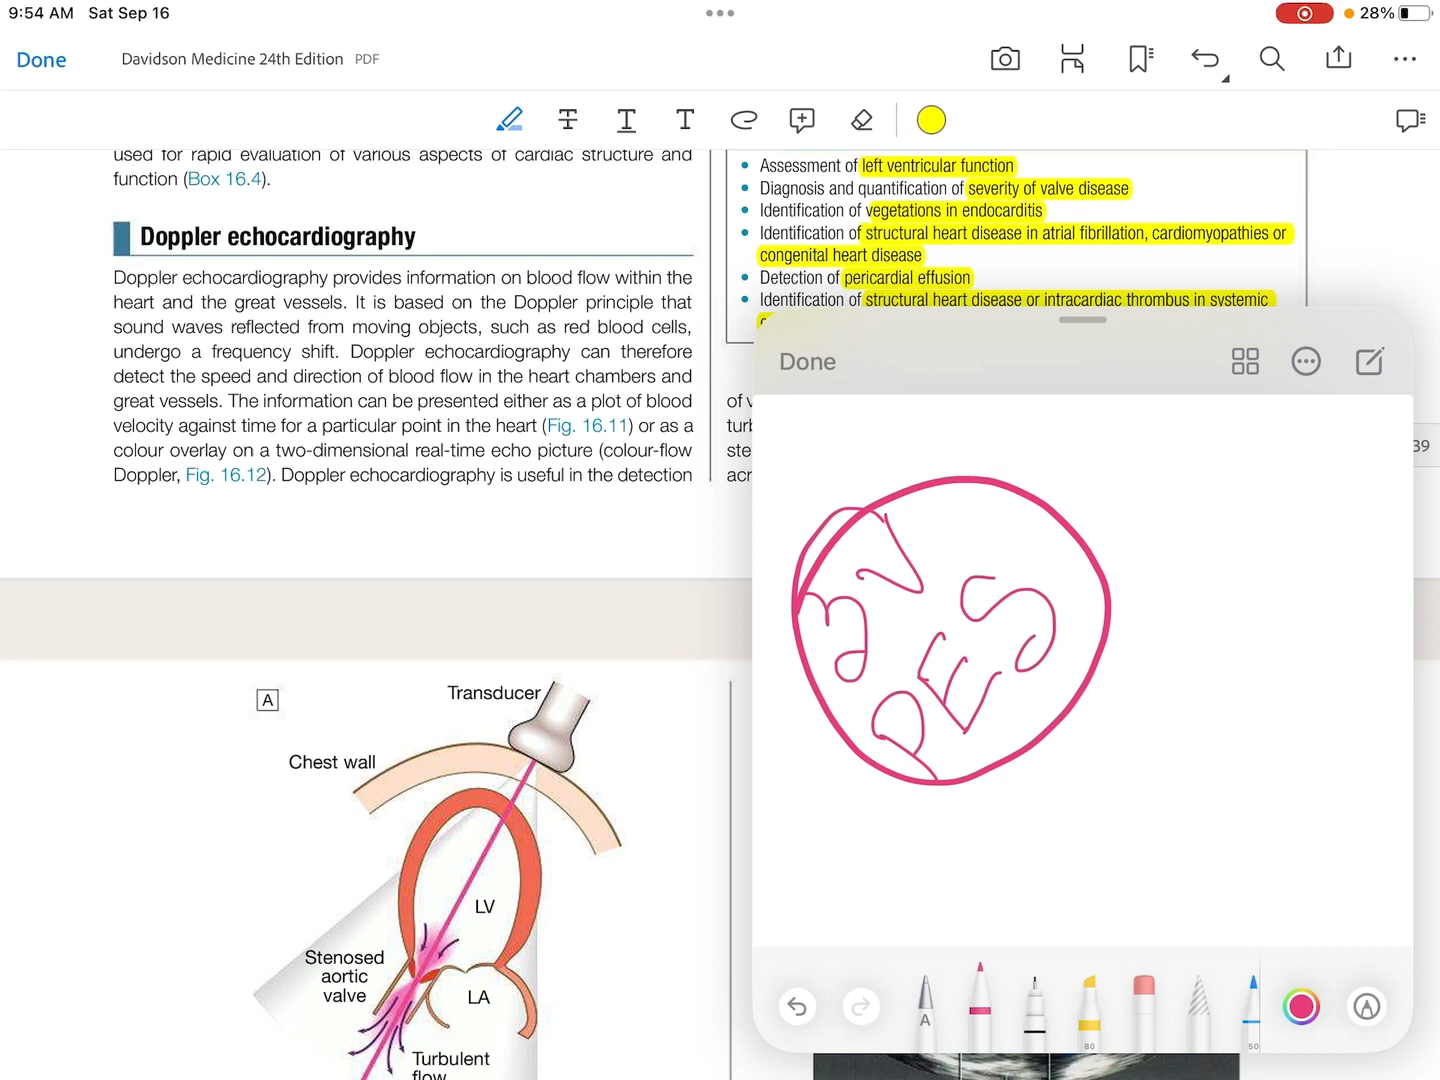 9:54 AM Sat Sep 16
28%
Done
Davidson Medicine 24th Edition PDF
used for rapid evaluation of various aspects of cardiac structure and
function (Box 16.4).
Doppler echocardiography
Doppler echocardiography provides information on blood flow within the
heart and the great vessels. It is based on the Doppler principle that
sound waves reflected from moving objects, such as red blood cells,
undergo a frequency shift. Doppler echocardiography can therefore
detect the speed and direction of blood flow in the heart chambers and
great vessels. The information can be presented either as a plot of blood
velocity against time for a particular point in the heart (Fig. 16.11) or as a
colour overlay on a two-dimensional real-time echo picture (colour-flow
Doppler, Fig. 16.12). Doppler echocardiography is useful in the detection
• Assessment of left ventricular function
• Diagnosis and quantification of severity of valve disease
• Identification of vegetations in endocarditis
• Identification of structural heart disease in atrial fibrillation, cardiomyopathies or
congenital heart disease
• Detection of pericardial effusion
• Identification of structural heart disease or intracardiac thrombus in systemic
of v
turb
ste
acr
39
Done
A
Transducer
Chest wall
LV
Stenosed
aortic
valve
LA
Turbulent
flow
A
80
50